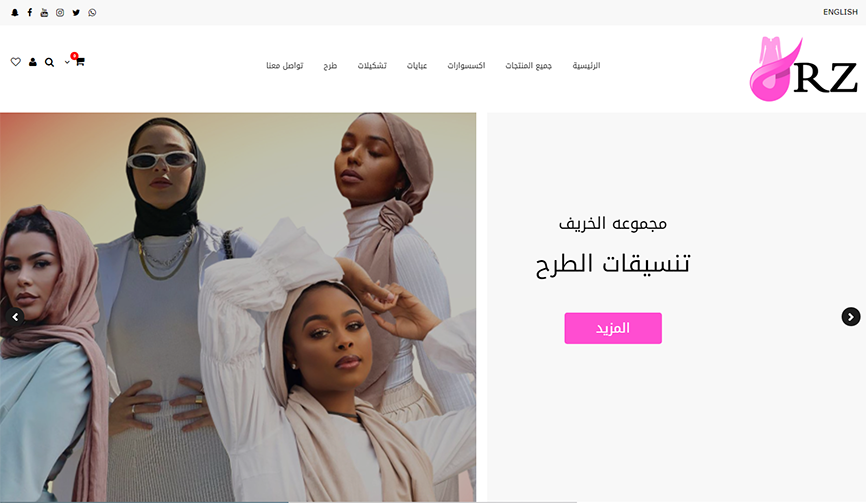 ENGLISH
RZ
الرئيسية
جميع المنتجات
اكسسوارات
عبايات
تشكيلات
طرح
تواصل معنا
0
مجموعه الخريف
تنسيقات الطرح
المزيد